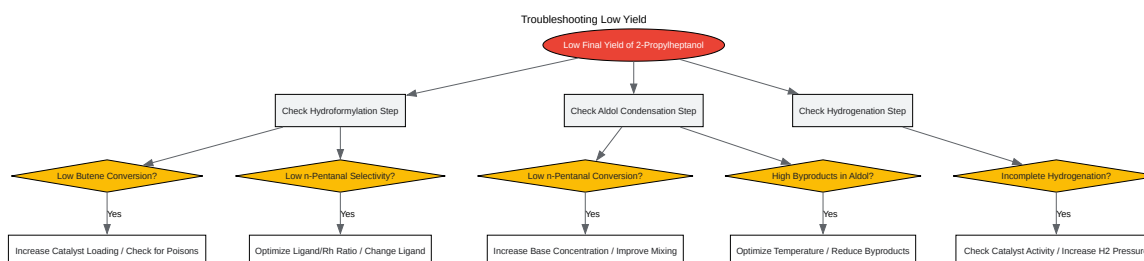 Troubleshooting Low Yield
Low Final Yield of 2-Propylheptanol
Check Hydroformylation Step
Check Aldol Condensation Step
Check Hydrogenation Step
Low Butene Conversion?
Low n-Pentanal Selectivity?
Low n-Pentanal Conversion?
High Byproducts in Aldol?
Incomplete Hydrogenation?
Yes
Yes
Yes
Yes
Yes
Increase Catalyst Loading / Check for Poisons
Optimize Ligand/Rh Ratio / Change Ligand
Increase Base Concentration / Improve Mixing
Optimize Temperature / Reduce Byproducts
Check Catalyst Activity / Increase H2 Pressure